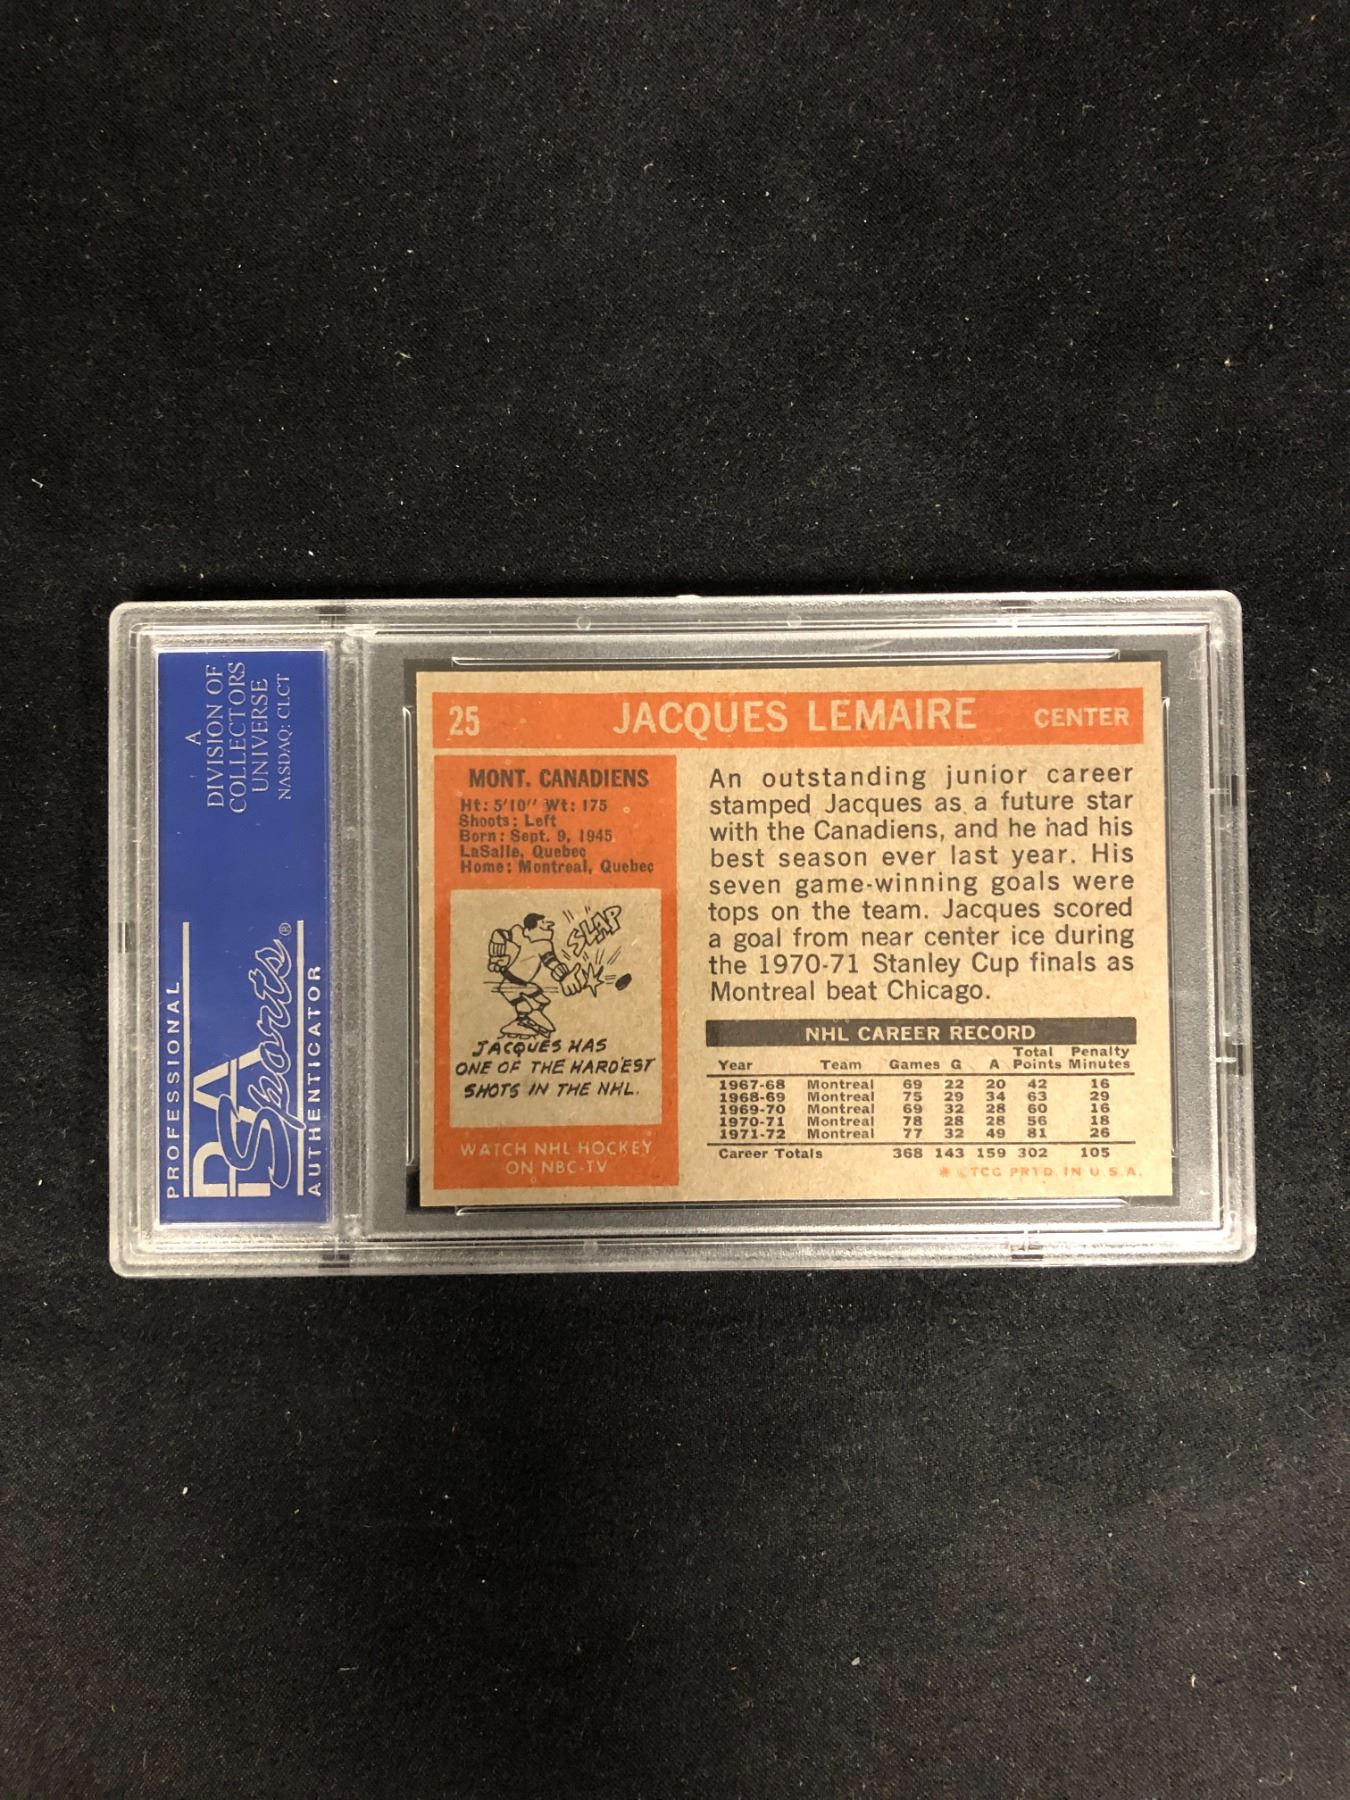 A
DIVISION OF
COLLECTORS
UNIVERSE
NASDAQ: CLCT
PROFESSIONAL
PSA
Sports®
AUTHENTICATOR
25 JACQUES LEMAIRE CENTER
MONT. CANADIENS
Ht: 5'10" Wt: 175
Shoots: Left
Born: Sept. 9, 1945
LaSalle, Quebec
Home: Montreal, Quebec
SLAP
JACQUES HAS
ONE OF THE HARDEST
SHOTS IN THE NHL.
WATCH NHL HOCKEY
ON NBC-TV
An outstanding junior career
stamped Jacques as a future star
with the Canadiens, and he had his
best season ever last year. His
seven game-winning goals were
tops on the team. Jacques scored
a goal from near center ice during
the 1970-71 Stanley Cup finals as
Montreal beat Chicago.
NHL CAREER RECORD
Year Team Games G A Total Points Penalty Minutes
1967-68 Montreal 69 22 20 42 16
1968-69 Montreal 75 29 34 63 29
1969-70 Montreal 69 32 28 60 16
1970-71 Montreal 78 28 28 56 18
1971-72 Montreal 77 32 49 81 26
Career Totals 368 143 159 302 105
* © TCG PRTD. IN U.S.A.